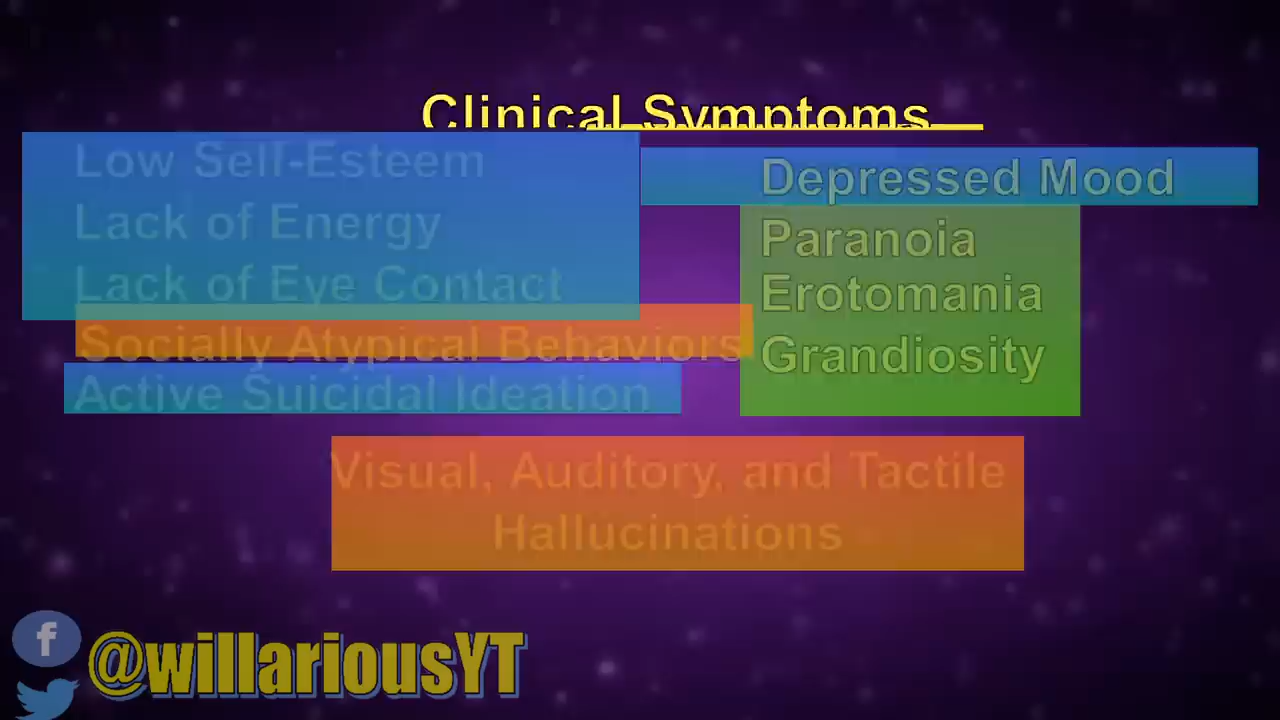 Clinical Symptoms
Low Self-Esteem
Lack of Energy
Lack of Eye Contact
Socially Atypical Behaviors
Active Suicidal Ideation
Depressed Mood
Paranoia
Erotomania
Grandiosity
Visual, Auditory, and Tactile
Hallucinations
f
@willariousYT